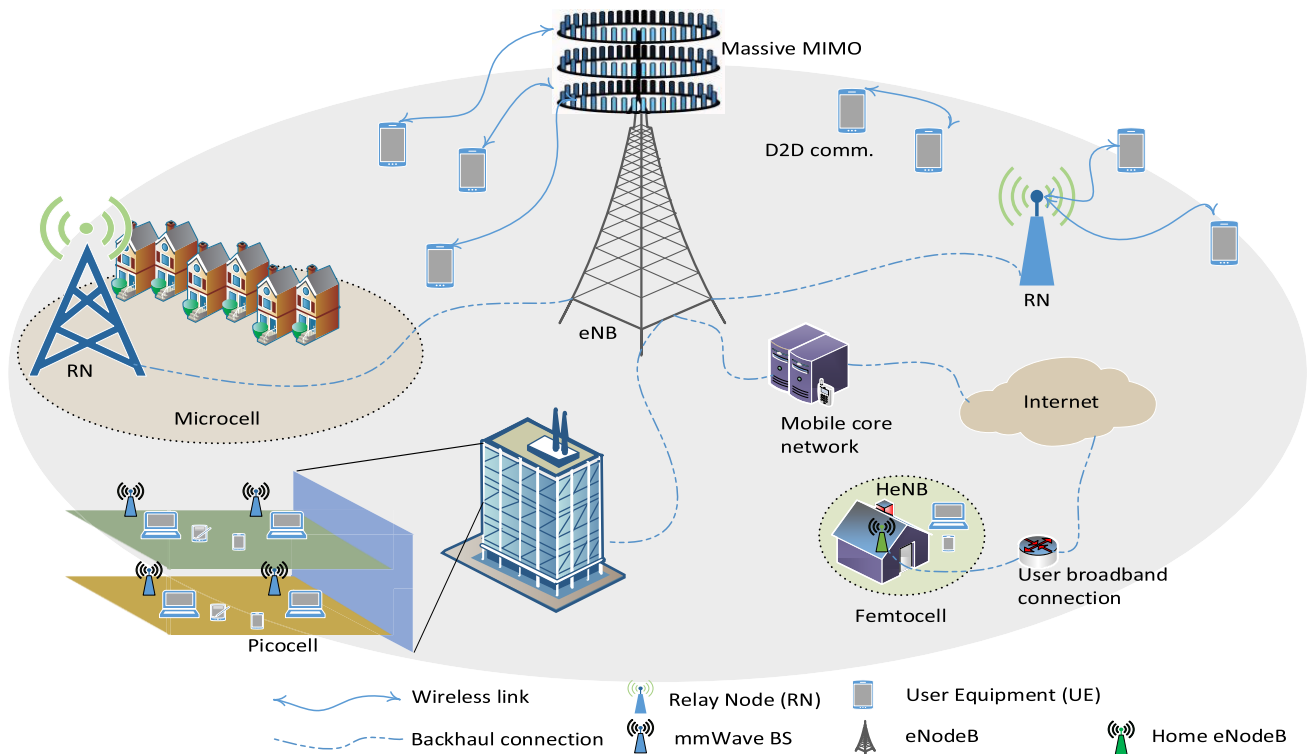 Massive MIMO
D2D comm.
RN
eNB
RN
Microcell
Mobile core
network
Internet
HeNB
User broadband
connection
Femtocell
Picocell
Wireless link
Relay Node (RN)
User Equipment (UE)
Backhaul connection
mmWave BS
eNodeB
Home eNodeB